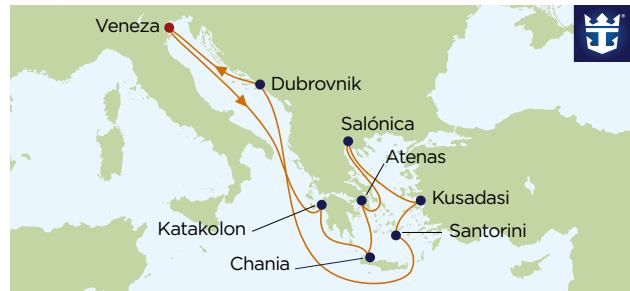 Veneza
Dubrovnik
Salónica
Atenas
Kusadasi
Katakolon
Santorini
Chania